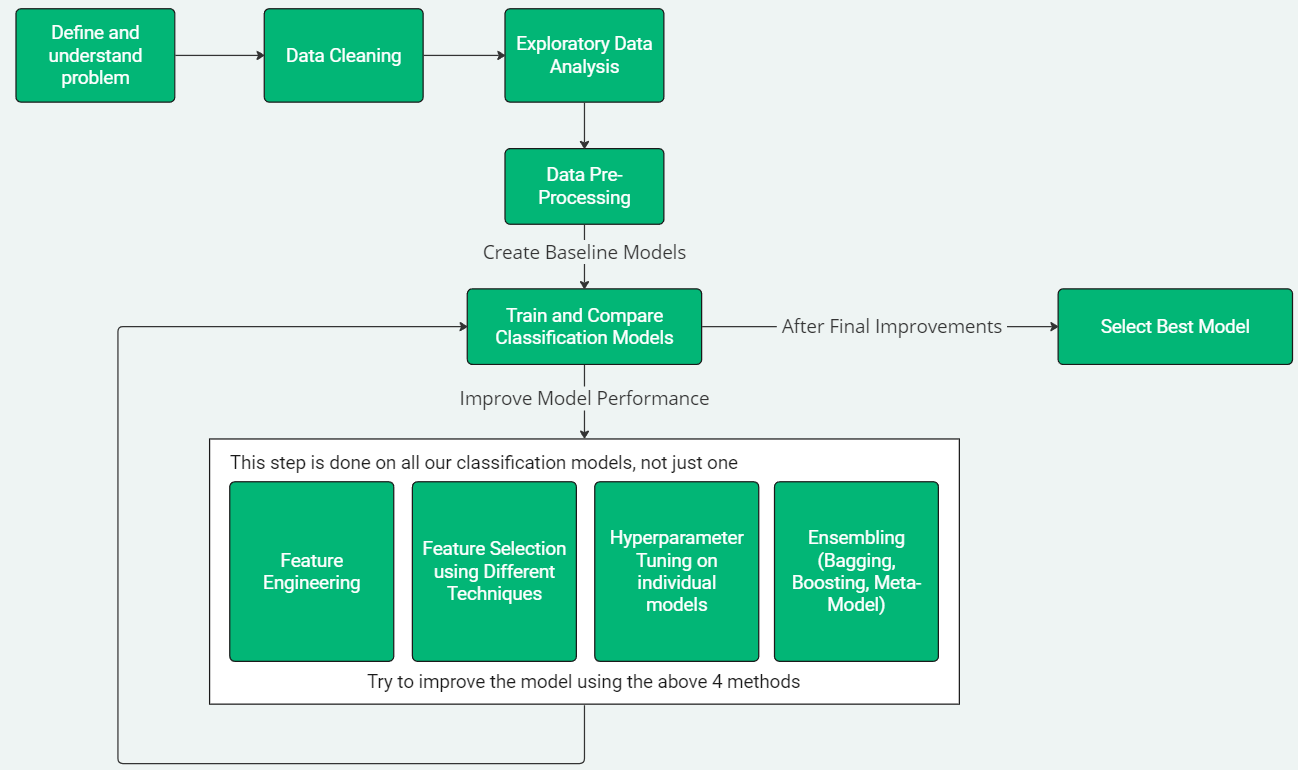 Define and
understand
problem
Data Cleaning
Exploratory Data
Analysis
Data Pre-
Processing
Create Baseline Models
Train and Compare
Classification Models
After Final Improvements
Select Best Model
Improve Model Performance
This step is done on all our classification models, not just one
Feature
Engineering
Feature Selection
using Different
Techniques
Hyperparameter
Tuning on
individual
models
Ensembling
(Bagging,
Boosting, Meta-
Model)
Try to improve the model using the above 4 methods